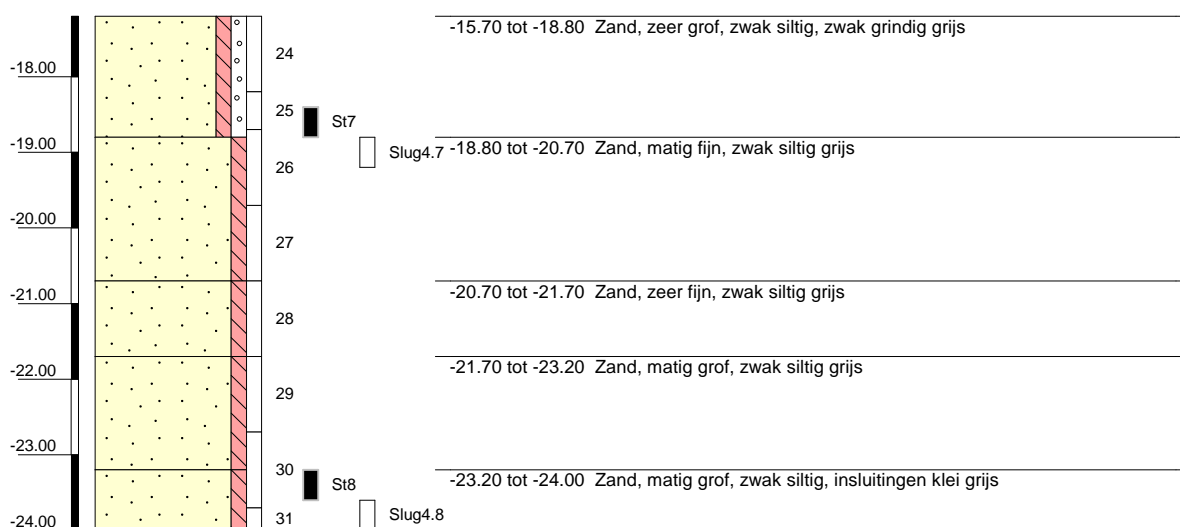 -15.70 tot -18.80 Zand, zeer grof, zwak siltig, zwak grindig grijs
24
-18.00
25
St7
-19.00
Slug4.7
-18.80 tot -20.70 Zand, matig fijn, zwak siltig grijs
26
-20.00
27
-21.00
-20.70 tot -21.70 Zand, zeer fijn, zwak siltig grijs
28
-22.00
-21.70 tot -23.20 Zand, matig grof, zwak siltig grijs
29
-23.00
30
St8
-23.20 tot -24.00 Zand, matig grof, zwak siltig, insluitingen klei grijs
-24.00
31
Slug4.8